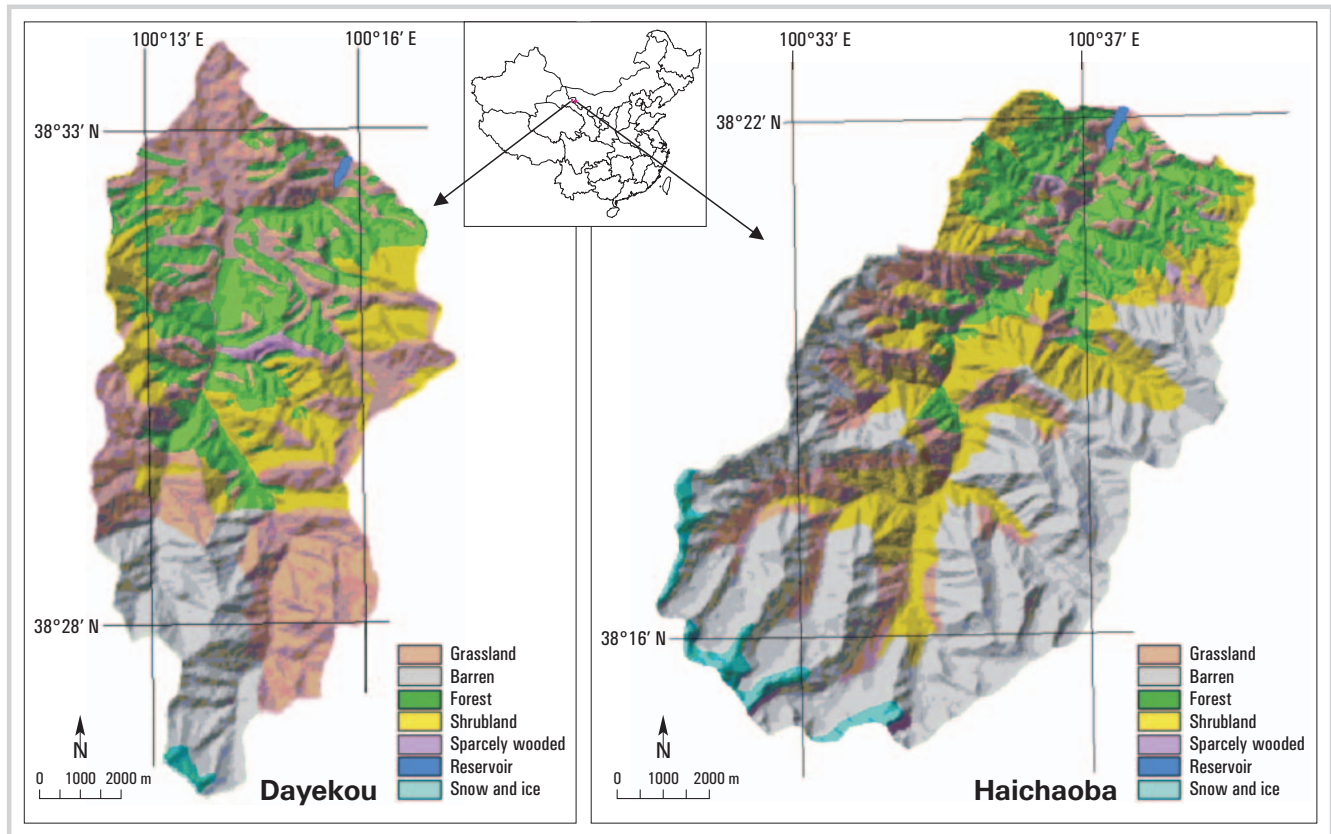 100°13′ E 100°16′ E
38°33′ N
38°28′ N
Grassland
Barren
Forest
Shrubland
Sparcely wooded
Reservoir
Snow and ice
N
0 1000 2000 m
Dayekou
100°33′ E 100°37′ E
38°22′ N
38°16′ N
Grassland
Barren
Forest
Shrubland
Sparcely wooded
Reservoir
Snow and ice
N
0 1000 2000 m
Haichaoba